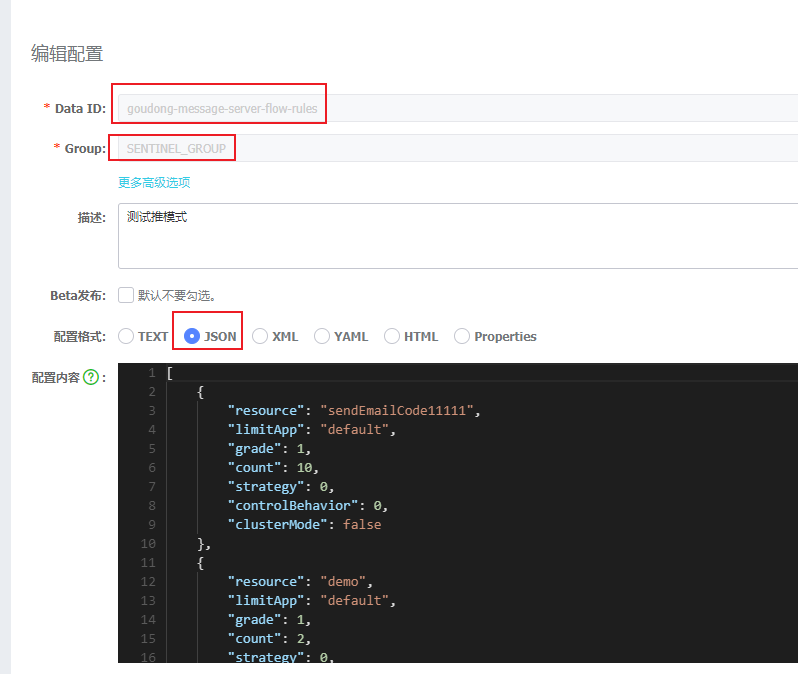 编辑配置
* Data ID: goudong-message-server-flow-rules
* Group: SENTINEL_GROUP
更多高级选项
描述: 测试推模式
Beta发布: 默认不要勾选。
配置格式: TEXT JSON XML YAML HTML Properties
配置内容 ? :
1 [
2 {
3 "resource": "sendEmailCode11111",
4 "limitApp": "default",
5 "grade": 1,
6 "count": 10,
7 "strategy": 0,
8 "controlBehavior": 0,
9 "clusterMode": false
10 },
11 {
12 "resource": "demo",
13 "limitApp": "default",
14 "grade": 1,
15 "count": 2,
16 "strategy": 0,